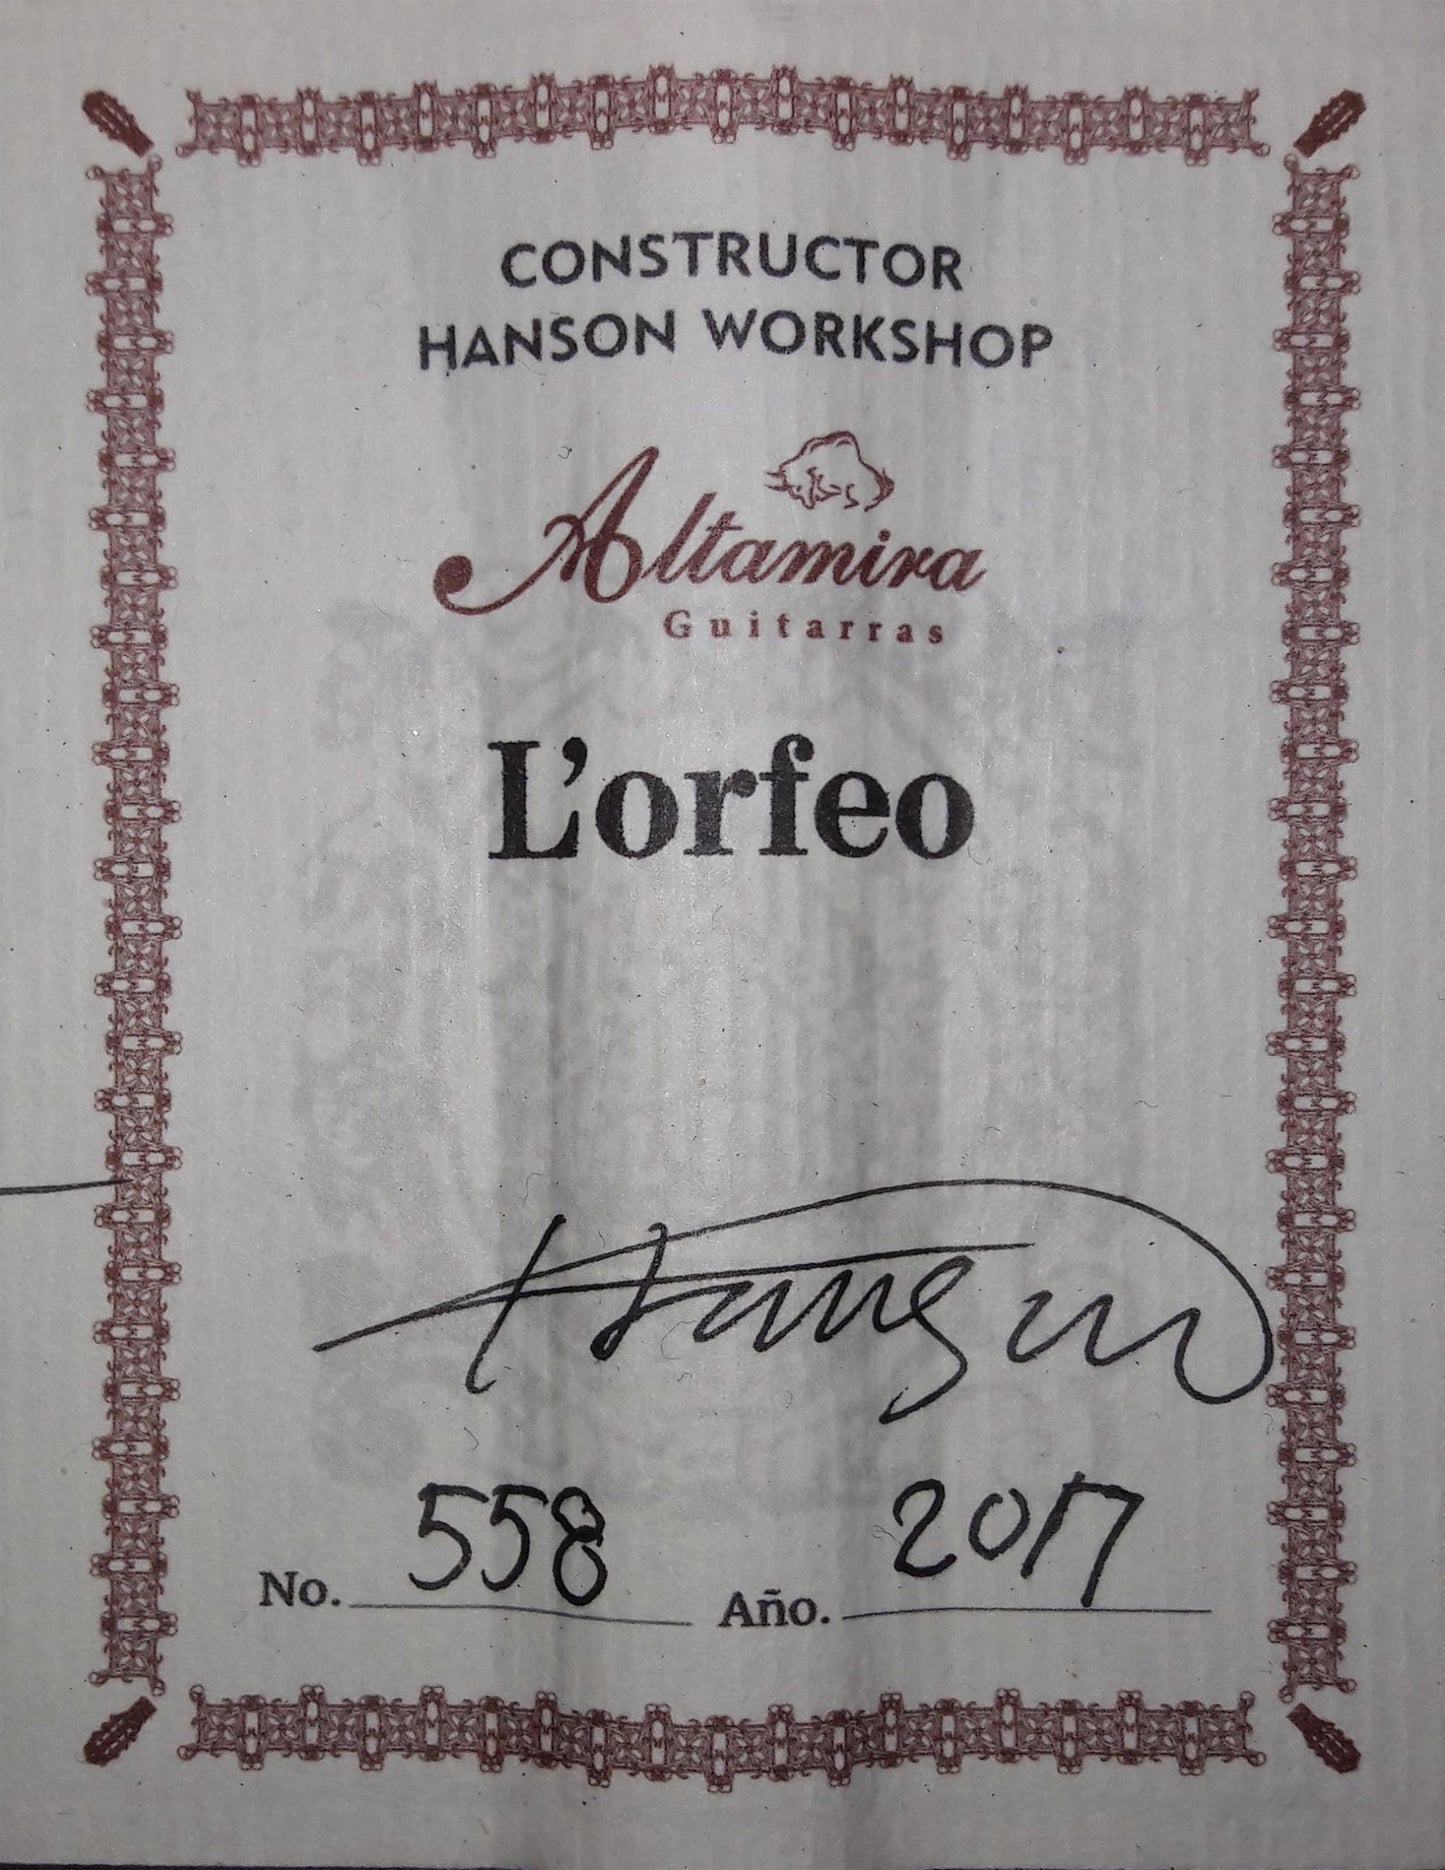 CONSTRUCTOR
HANSON WORKSHOP
Altamira
Guitarras
L'orfeo
No. 558 Año. 2017